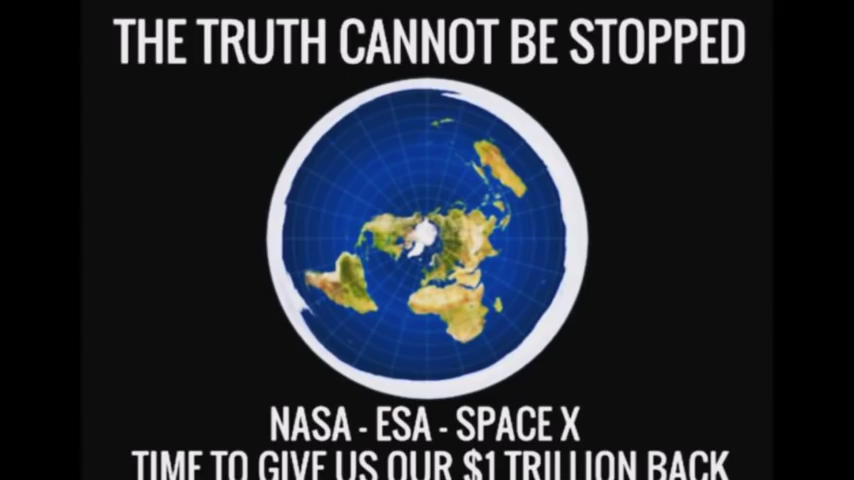 THE TRUTH CANNOT BE STOPPED
NASA - ESA - SPACE X
TIME TO GIVE US OUR $1 TRILLION BACK